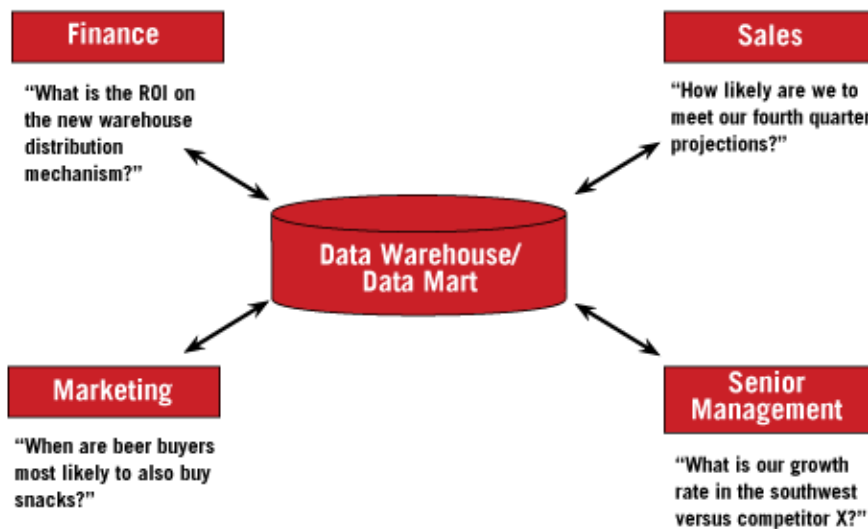 Finance
“What is the ROI on
the new warehouse
distribution
mechanism?”
Sales
“How likely are we to
meet our fourth quarter
projections?”
Data Warehouse/
Data Mart
Marketing
“When are beer buyers
most likely to also buy
snacks?”
Senior
Management
“What is our growth
rate in the southwest
versus competitor X?”